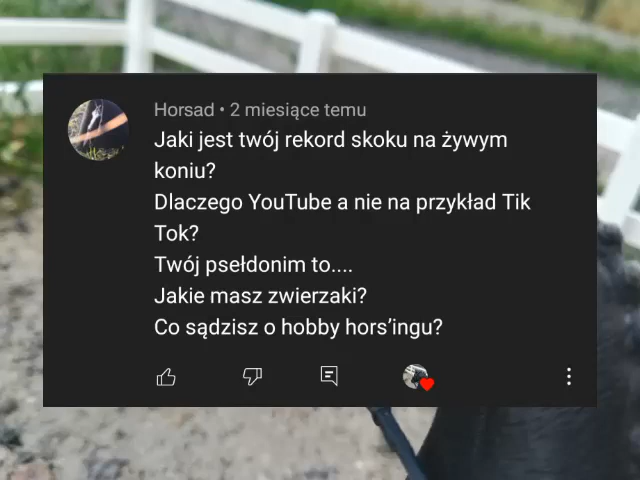 Horsad • 2 miesiące temu
Jaki jest twój rekord skoku na żywym
koniu?
Dlaczego YouTube a nie na przykład Tik
Tok?
Twój psełdonim to....
Jakie masz zwierzaki?
Co sądzisz o hobby hors'ingu?